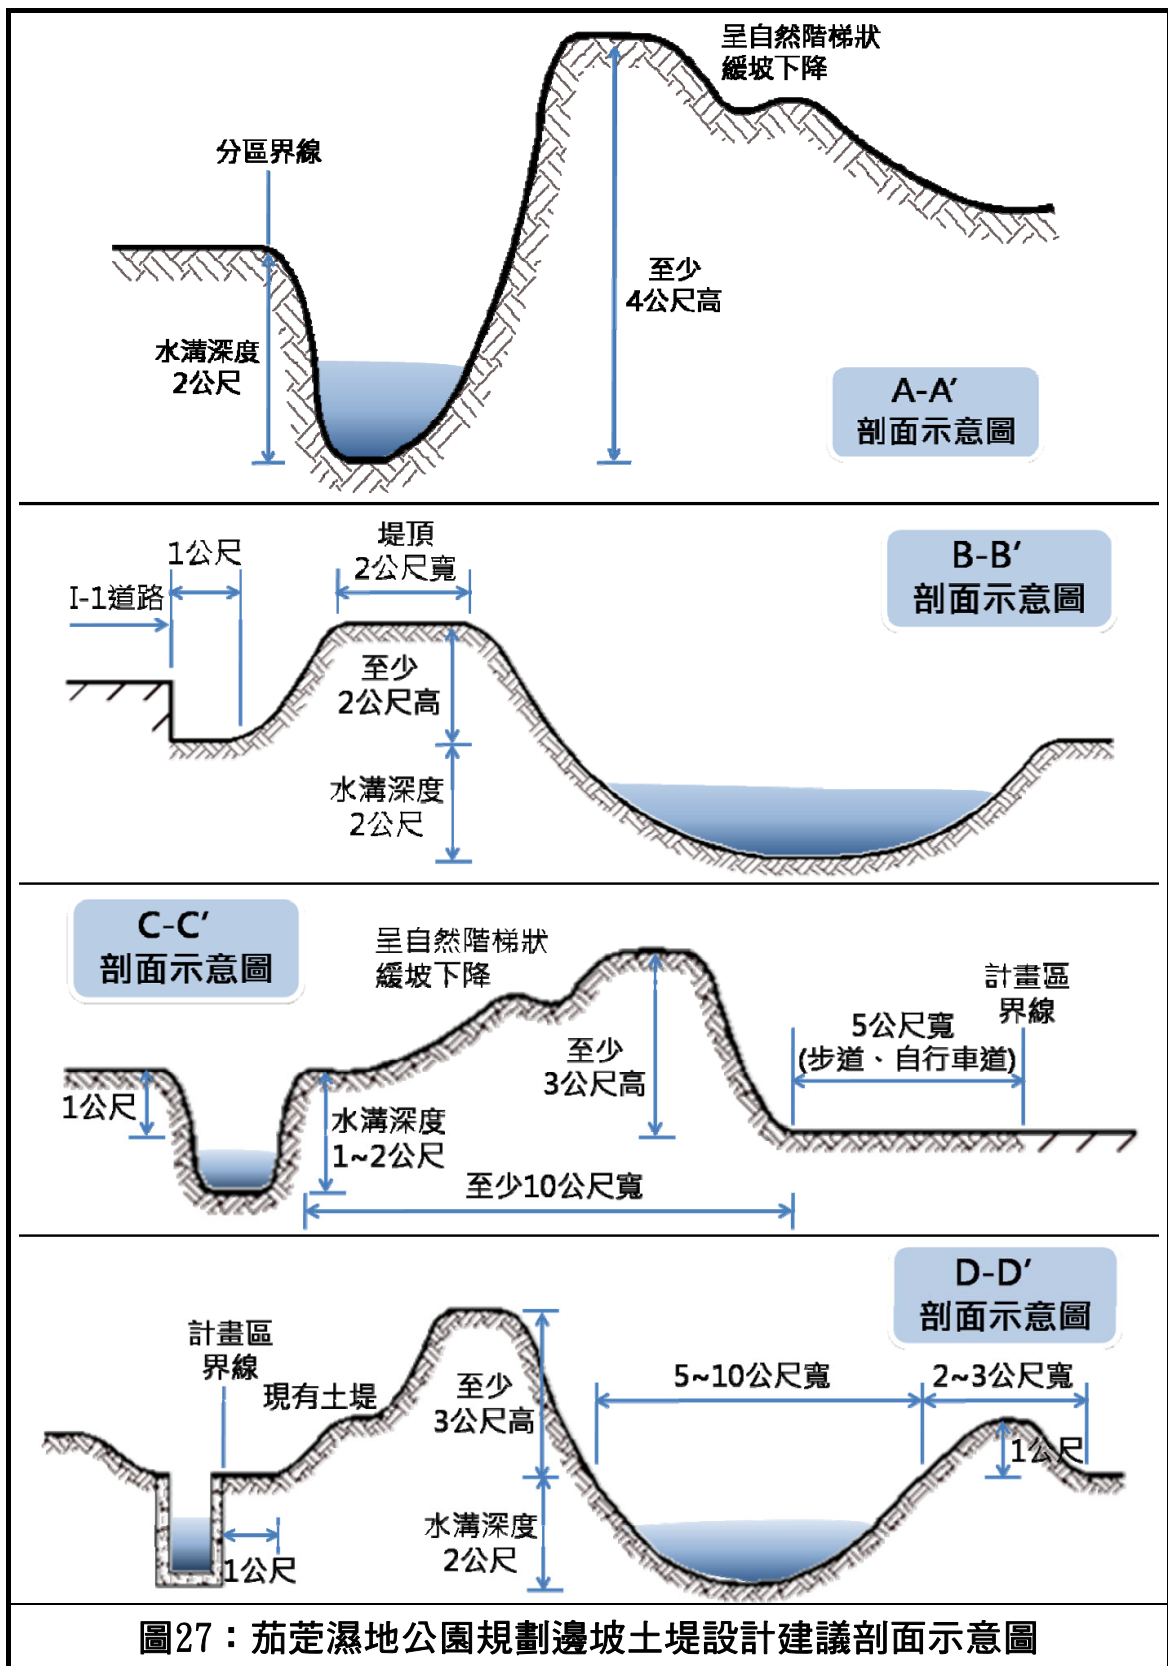 呈自然階梯狀
緩坡下降
分區界線
至少
4公尺高
水溝深度
2公尺
A-A′
剖面示意圖
堤頂
2公尺寬
1公尺
I-1道路
B-B′
剖面示意圖
至少
2公尺高
水溝深度
2公尺
C-C′
剖面示意圖
呈自然階梯狀
緩坡下降
計畫區
界線
5公尺寬
(步道、自行車道)
至少
3公尺高
1公尺
水溝深度
1~2公尺
至少10公尺寬
D-D′
剖面示意圖
計畫區
界線
現有土堤
至少
3公尺高
5~10公尺寬
2~3公尺寬
1公尺
水溝深度
2公尺
1公尺
圖27：茄萣濕地公園規劃邊坡土堤設計建議剖面示意圖